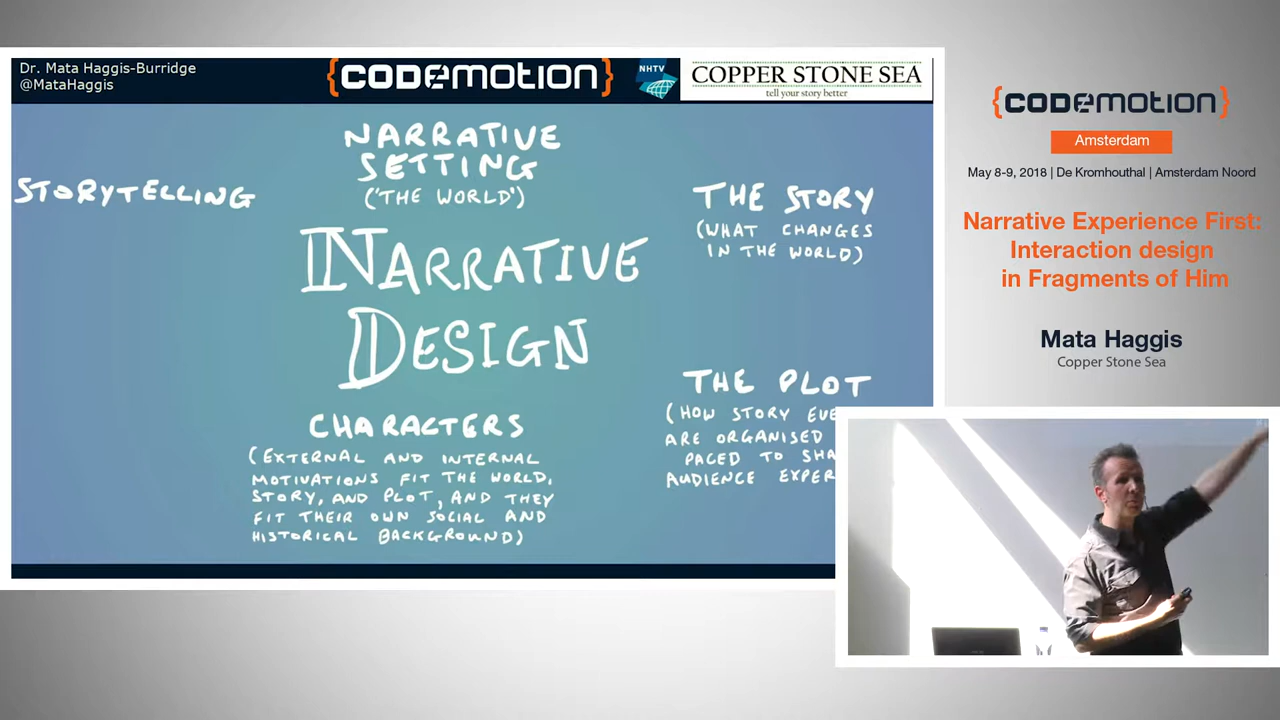 Dr. Mata Haggis-Burridge
@MataHaggis
{CODEMOTION}
NHTV
COPPER STONE SEA
tell your story better
STORYTELLING
NARRATIVE
SETTING
('THE WORLD')
NARRATIVE
DESIGN
THE STORY
(WHAT CHANGES
IN THE WORLD)
CHARACTERS
(EXTERNAL AND INTERNAL
MOTIVATIONS FIT THE WORLD,
STORY, AND PLOT, AND THEY
FIT THEIR OWN SOCIAL AND
HISTORICAL BACKGROUND)
THE PLOT
(HOW STORY
ARE ORGANISED
PACED TO
AUDIENCE
{CODEMOTION}
Amsterdam
May 8-9, 2018 | De Kromhouthal | Amsterdam Noord
Narrative Experience First:
Interaction design
in Fragments of Him
Mata Haggis
Copper Stone Sea